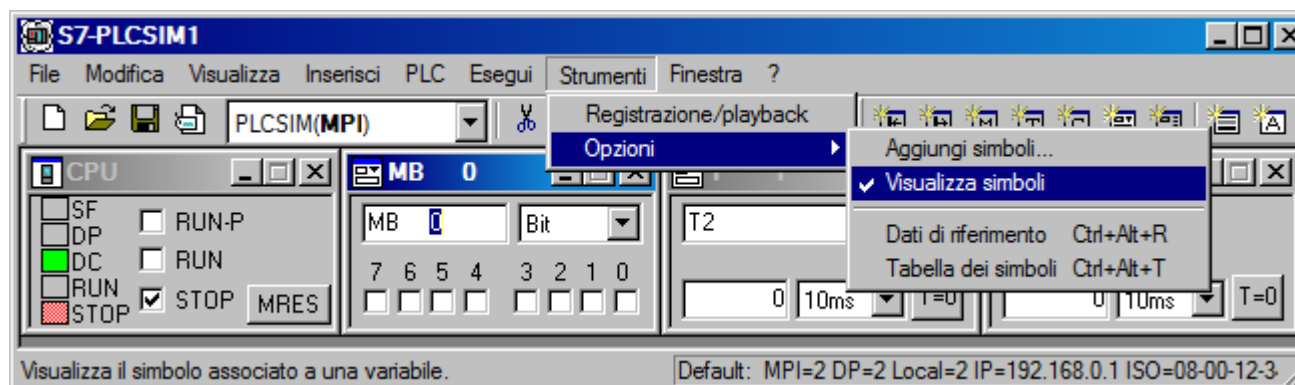 S7-PLCSIM1
File Modifica Visualizza Inserisci PLC Esegui Strumenti Finestra ?
PLCSIM(MPI)
Registrazione/playback
Opzioni
Aggiungi simboli...
Visualizza simboli
Dati di riferimento Ctrl+Alt+R
Tabella dei simboli Ctrl+Alt+T
CPU
SF
DP
DC
RUN
STOP
RUN-P
RUN
STOP MRES
MB 0
MB 0 Bit
7 6 5 4 3 2 1 0
T2
0 10ms T=0
0 10ms T=0
Visualizza il simbolo associato a una variabile.
Default: MPI=2 DP=2 Local=2 IP=192.168.0.1 ISO=08-00-12-3